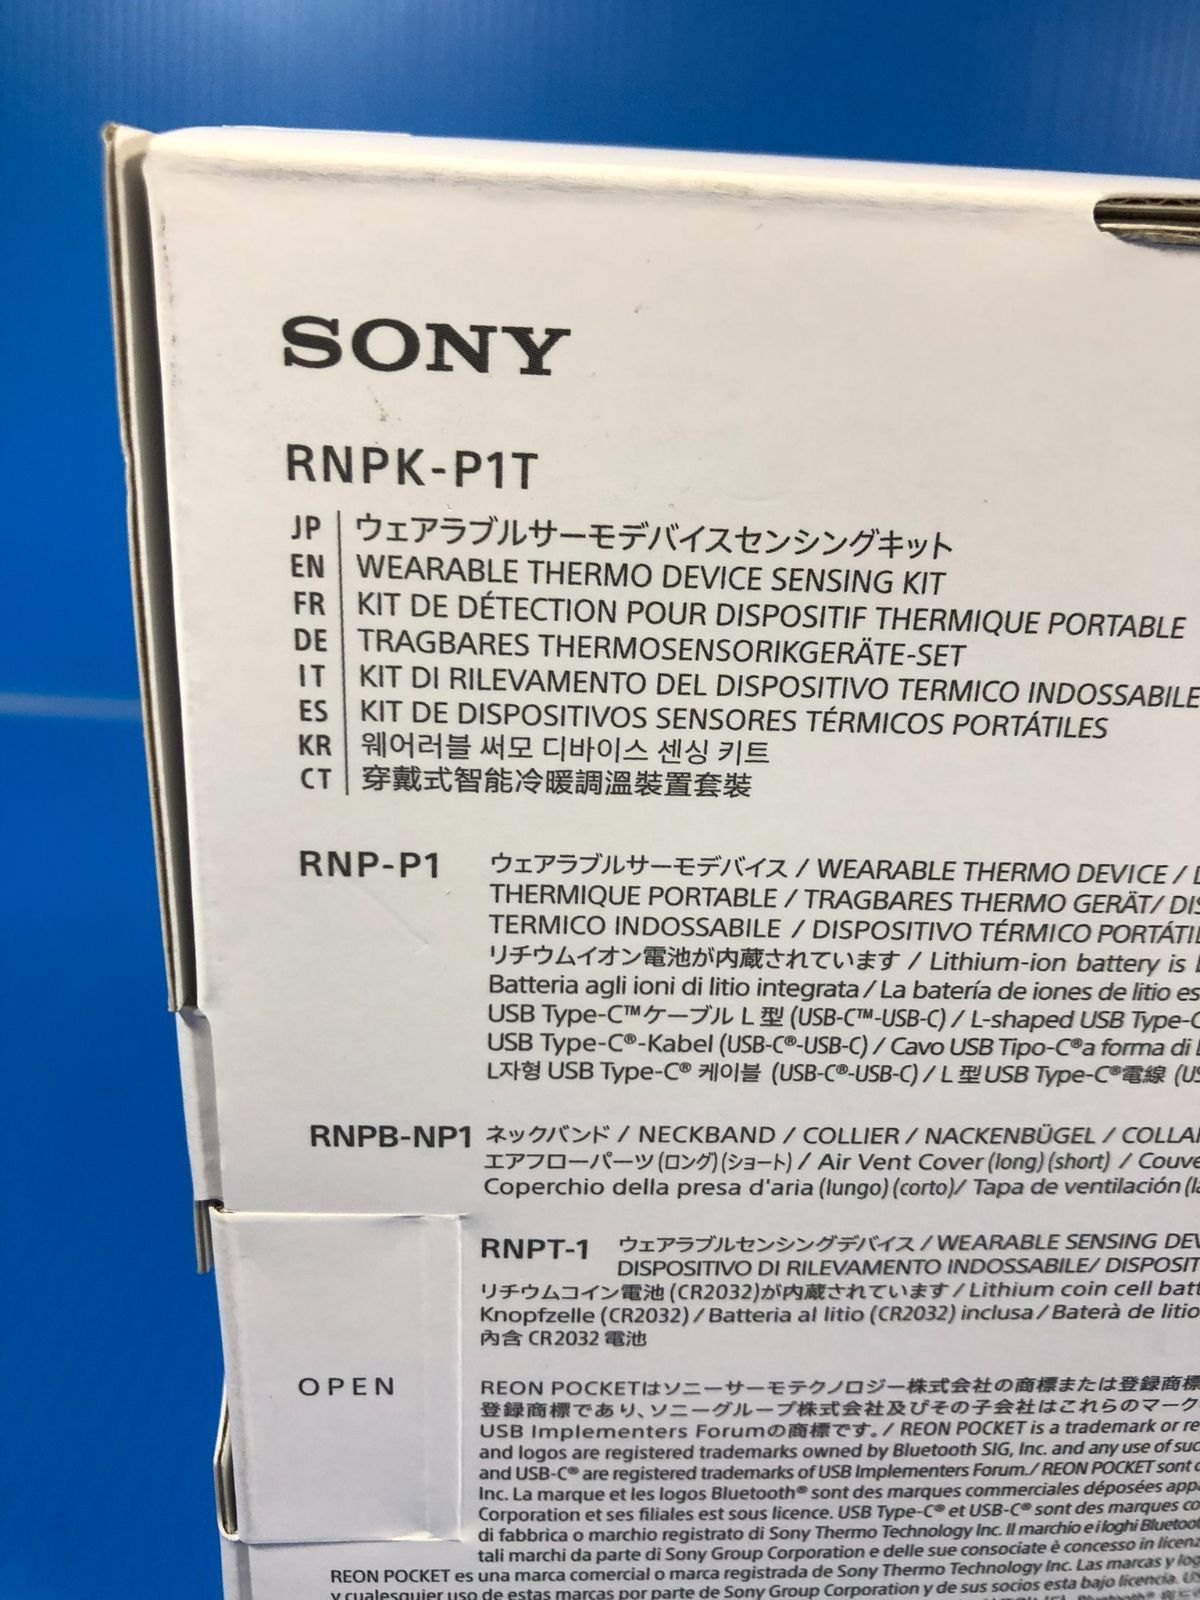 SONY
RNPK-P1T
JP ウェアラブルサーモデバイスセンシングキット
EN WEARABLE THERMO DEVICE SENSING KIT
FR KIT DE DÉTECTION POUR DISPOSITIF THERMIQUE PORTABLE
DE TRAGBARES THERMOSENSORIKGERÄTE-SET
IT KIT DI RILEVAMENTO DEL DISPOSITIVO TERMICO INDOSSABILE
ES KIT DE DISPOSITIVOS SENSORES TÉRMICOS PORTÁTILES
KR 웨어러블 써모 디바이스 센싱 키트
CT 穿戴式智能冷暖調溫裝置套裝
RNP-P1 ウェアラブルサーモデバイス / WEARABLE THERMO DEVICE /
THERMIQUE PORTABLE / TRAGBARES THERMO GERÄT/
TERMICO INDOSSABILE / DISPOSITIVO TÉRMICO
リチウムイオン電池が内蔵されています / Lithium-ion battery is
Batteria agli ioni di litio integrata / La batería de iones de litio
USB Type-C™ケーブル L 型 (USB-C™-USB-C) / L-shaped USB Type-C
USB Type-C®-Kabel (USB-C®-USB-C) / Cavo USB Tipo-C®a forma di
L자형 USB Type-C® 케이블 (USB-C®-USB-C) / L 型USB Type-C®電線
RNPB-NP1 ネックバンド / NECKBAND / COLLIER / NACKENBÜGEL /
エアフローパーツ(ロング)(ショート) / Air Vent Cover (long) (short) /
Coperchio della presa d'aria (lungo) (corto)/ Tapa de ventilación
RNPT-1 ウェアラブルセンシングデバイス / WEARABLE SENSING
DISPOSITIVO DI RILEVAMENTO INDOSSABILE/
リチウムコイン電池 (CR2032)が内蔵されています / Lithium coin cell
Knopfzelle (CR2032) / Batteria al litio (CR2032) inclusa / Baterà de litio
內含 CR2032 電池
OPEN
REON POCKETはソニーサーモテクノロジー株式会社の商標または登録商標
登録商標であり、ソニーグループ株式会社及びその子会社はこれらのマーク
USB Implementers Forumの商標です。/ REON POCKET is a trademark or
and logos are registered trademarks owned by Bluetooth SIG, Inc. and any use of
and USB-C® are registered trademarks of USB Implementers Forum./ REON POCKET sont
Inc. La marque et les logos Bluetooth® sont des marques commerciales déposées
Corporation et ses filiales est sous licence. USB Type-C® et USB-C® sont des marques
di fabbrica o marchio registrato di Sony Thermo Technology Inc. Il marchio e i loghi
tali marchi da parte di Sony Group Corporation e delle sue consociate è concesso in
REON POCKET es una marca comercial o marca registrada de Sony Thermo Technology Inc. Las marcas y
y cualesquier uso de estas marcas por parte de Sony Group Corporation y de sus socios esta bajo licencia.